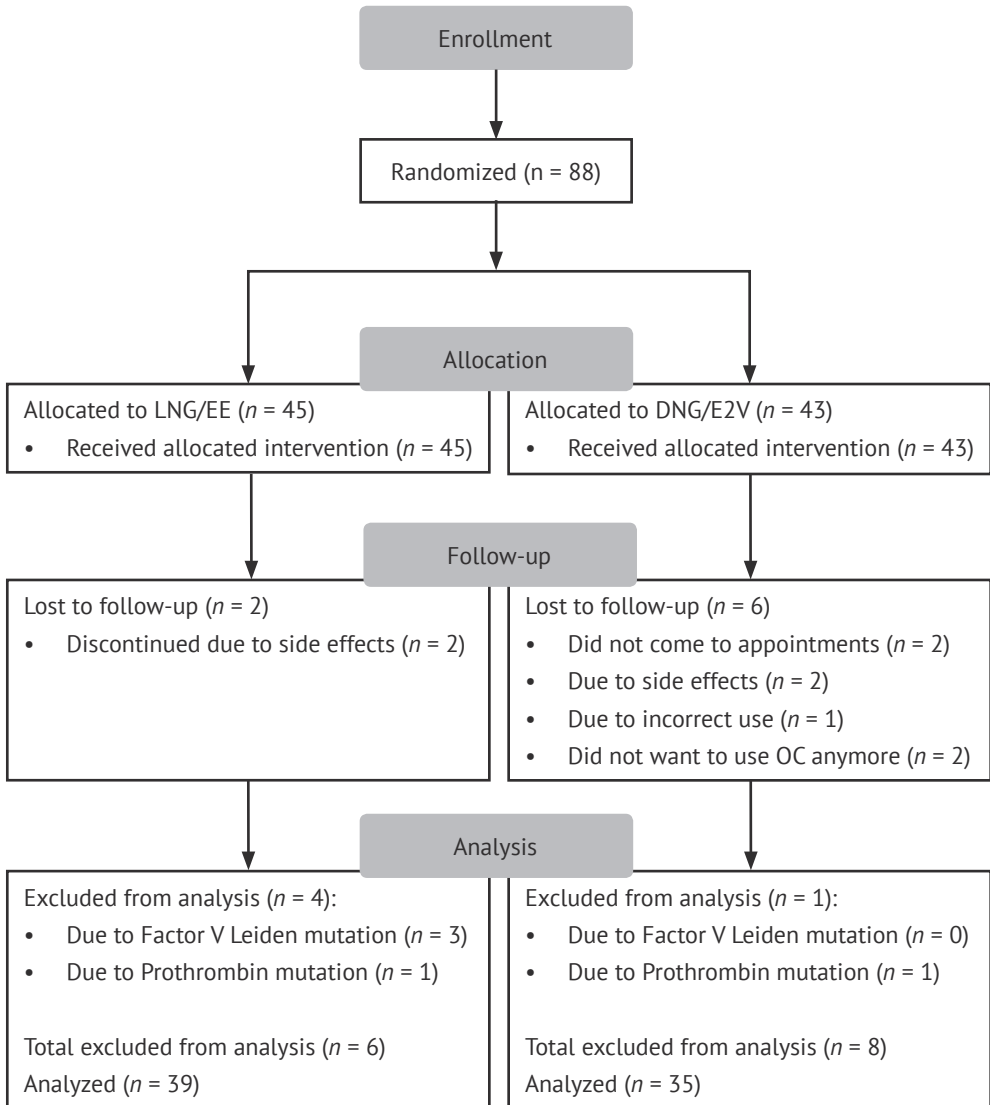 Enrollment
Randomized (n = 88)
Allocation
Allocated to LNG/EE (n = 45)
• Received allocated intervention (n = 45)
Allocated to DNG/E2V (n = 43)
• Received allocated intervention (n = 43)
Follow-up
Lost to follow-up (n = 2)
• Discontinued due to side effects (n = 2)
Lost to follow-up (n = 6)
• Did not come to appointments (n = 2)
• Due to side effects (n = 2)
• Due to incorrect use (n = 1)
• Did not want to use OC anymore (n = 2)
Analysis
Excluded from analysis (n = 4):
• Due to Factor V Leiden mutation (n = 3)
• Due to Prothrombin mutation (n = 1)
Total excluded from analysis (n = 6)
Analyzed (n = 39)
Excluded from analysis (n = 1):
• Due to Factor V Leiden mutation (n = 0)
• Due to Prothrombin mutation (n = 1)
Total excluded from analysis (n = 8)
Analyzed (n = 35)